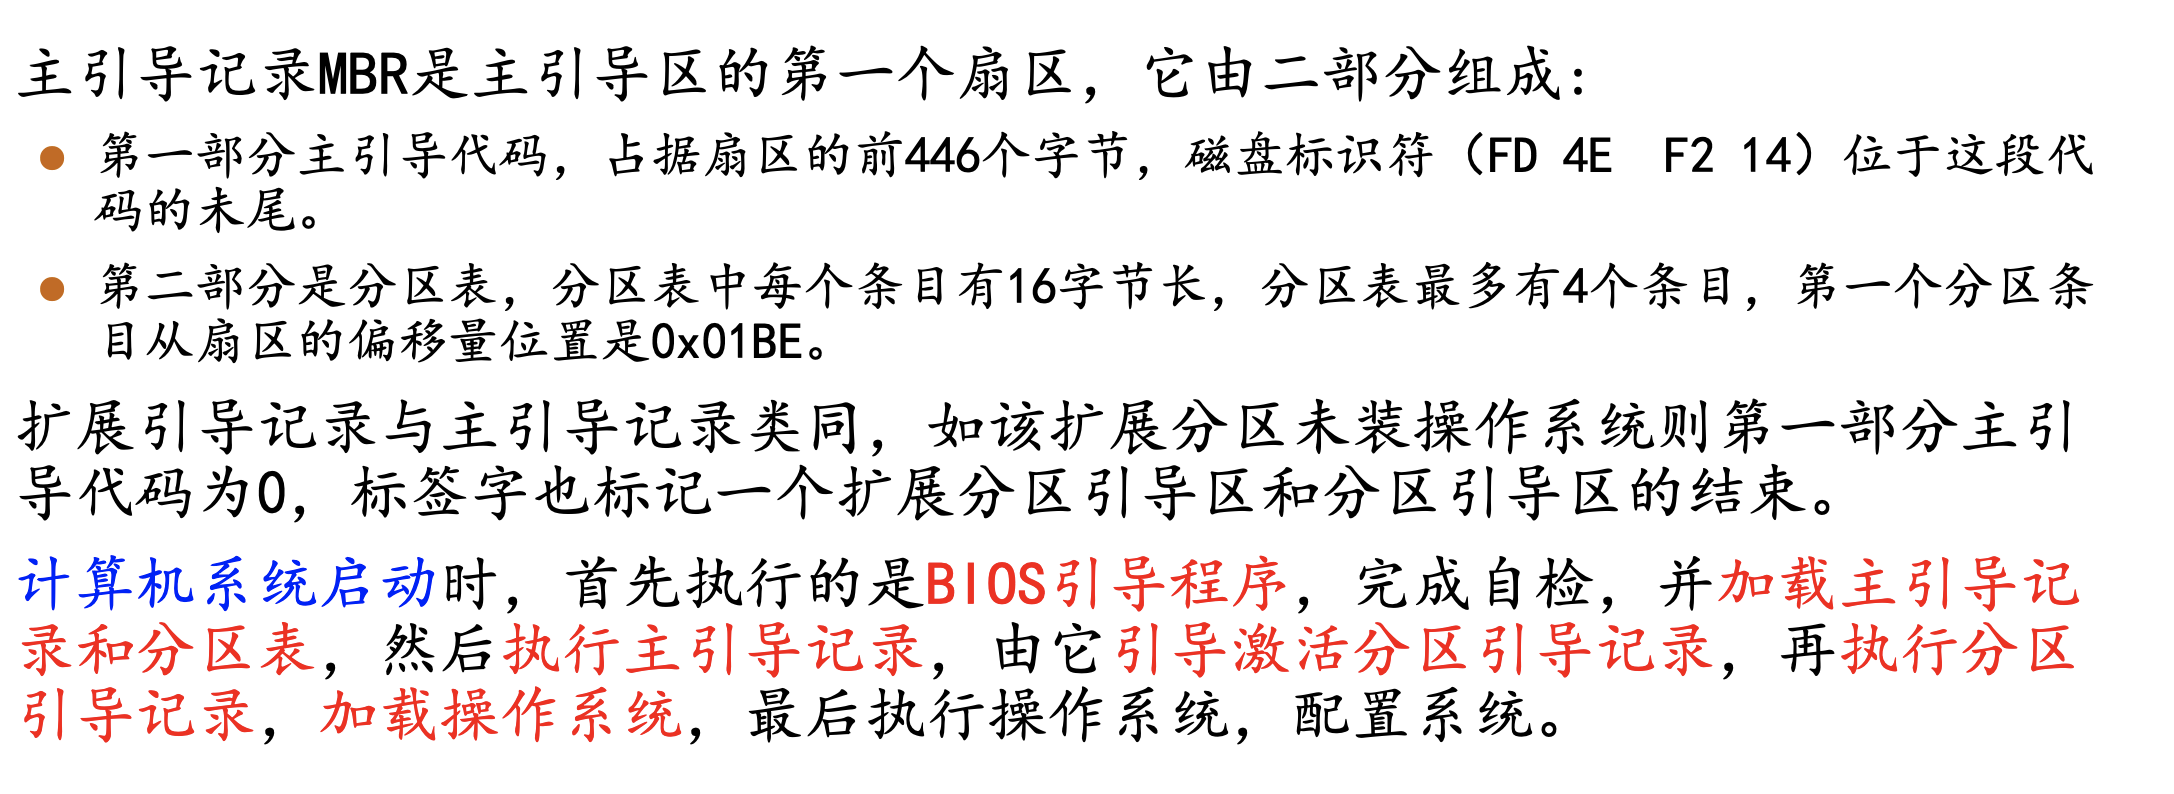 主引导记录MBR是主引导区的第一个扇区，它由二部分组成：
● 第一部分主引导代码，占据扇区的前446个字节，磁盘标识符（FD 4E F2 14）位于这段代
码的未尾。
● 第二部分是分区表，分区表中每个条目有16字节长，分区表最多有4个条目，第一个分区条
目从扇区的偏移量位置是0x01BE。
扩展引导记录与主引导记录类同，如该扩展分区未装操作系统则第一部分主引
导代码为0，标签字也标记一个扩展分区引导区和分区引导区的结束。
计算机系统启动时，首先执行的是BIOS引导程序，完成自检，并加载主引导记
录和分区表，然后执行主引导记录，由它引导激活分区引导记录，再执行分区
引导记录，加载操作系统，最后执行操作系统，配置系统。